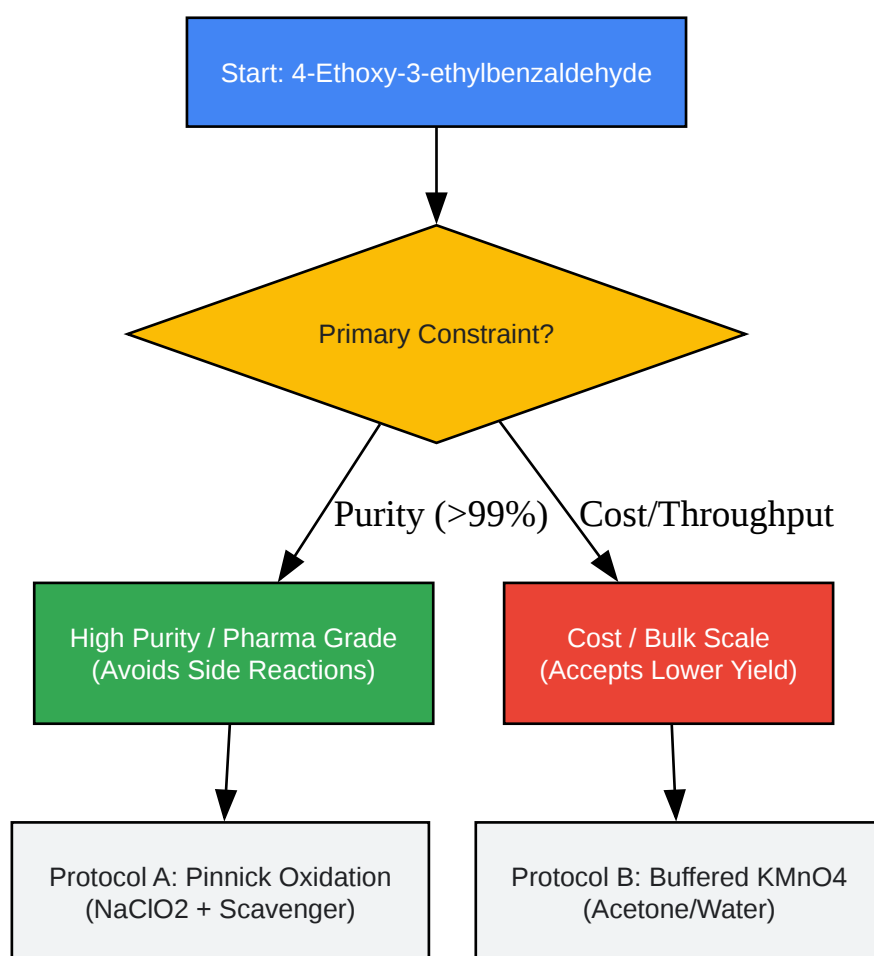 Start: 4-Ethoxy-3-ethylbenzaldehyde
Primary Constraint?
Purity (>99%)
Cost/Throughput
High Purity / Pharma Grade
(Avoids Side Reactions)
Cost / Bulk Scale
(Accepts Lower Yield)
Protocol A: Pinnick Oxidation
(NaClO2 + Scavenger)
Protocol B: Buffered KMnO4
(Acetone/Water)